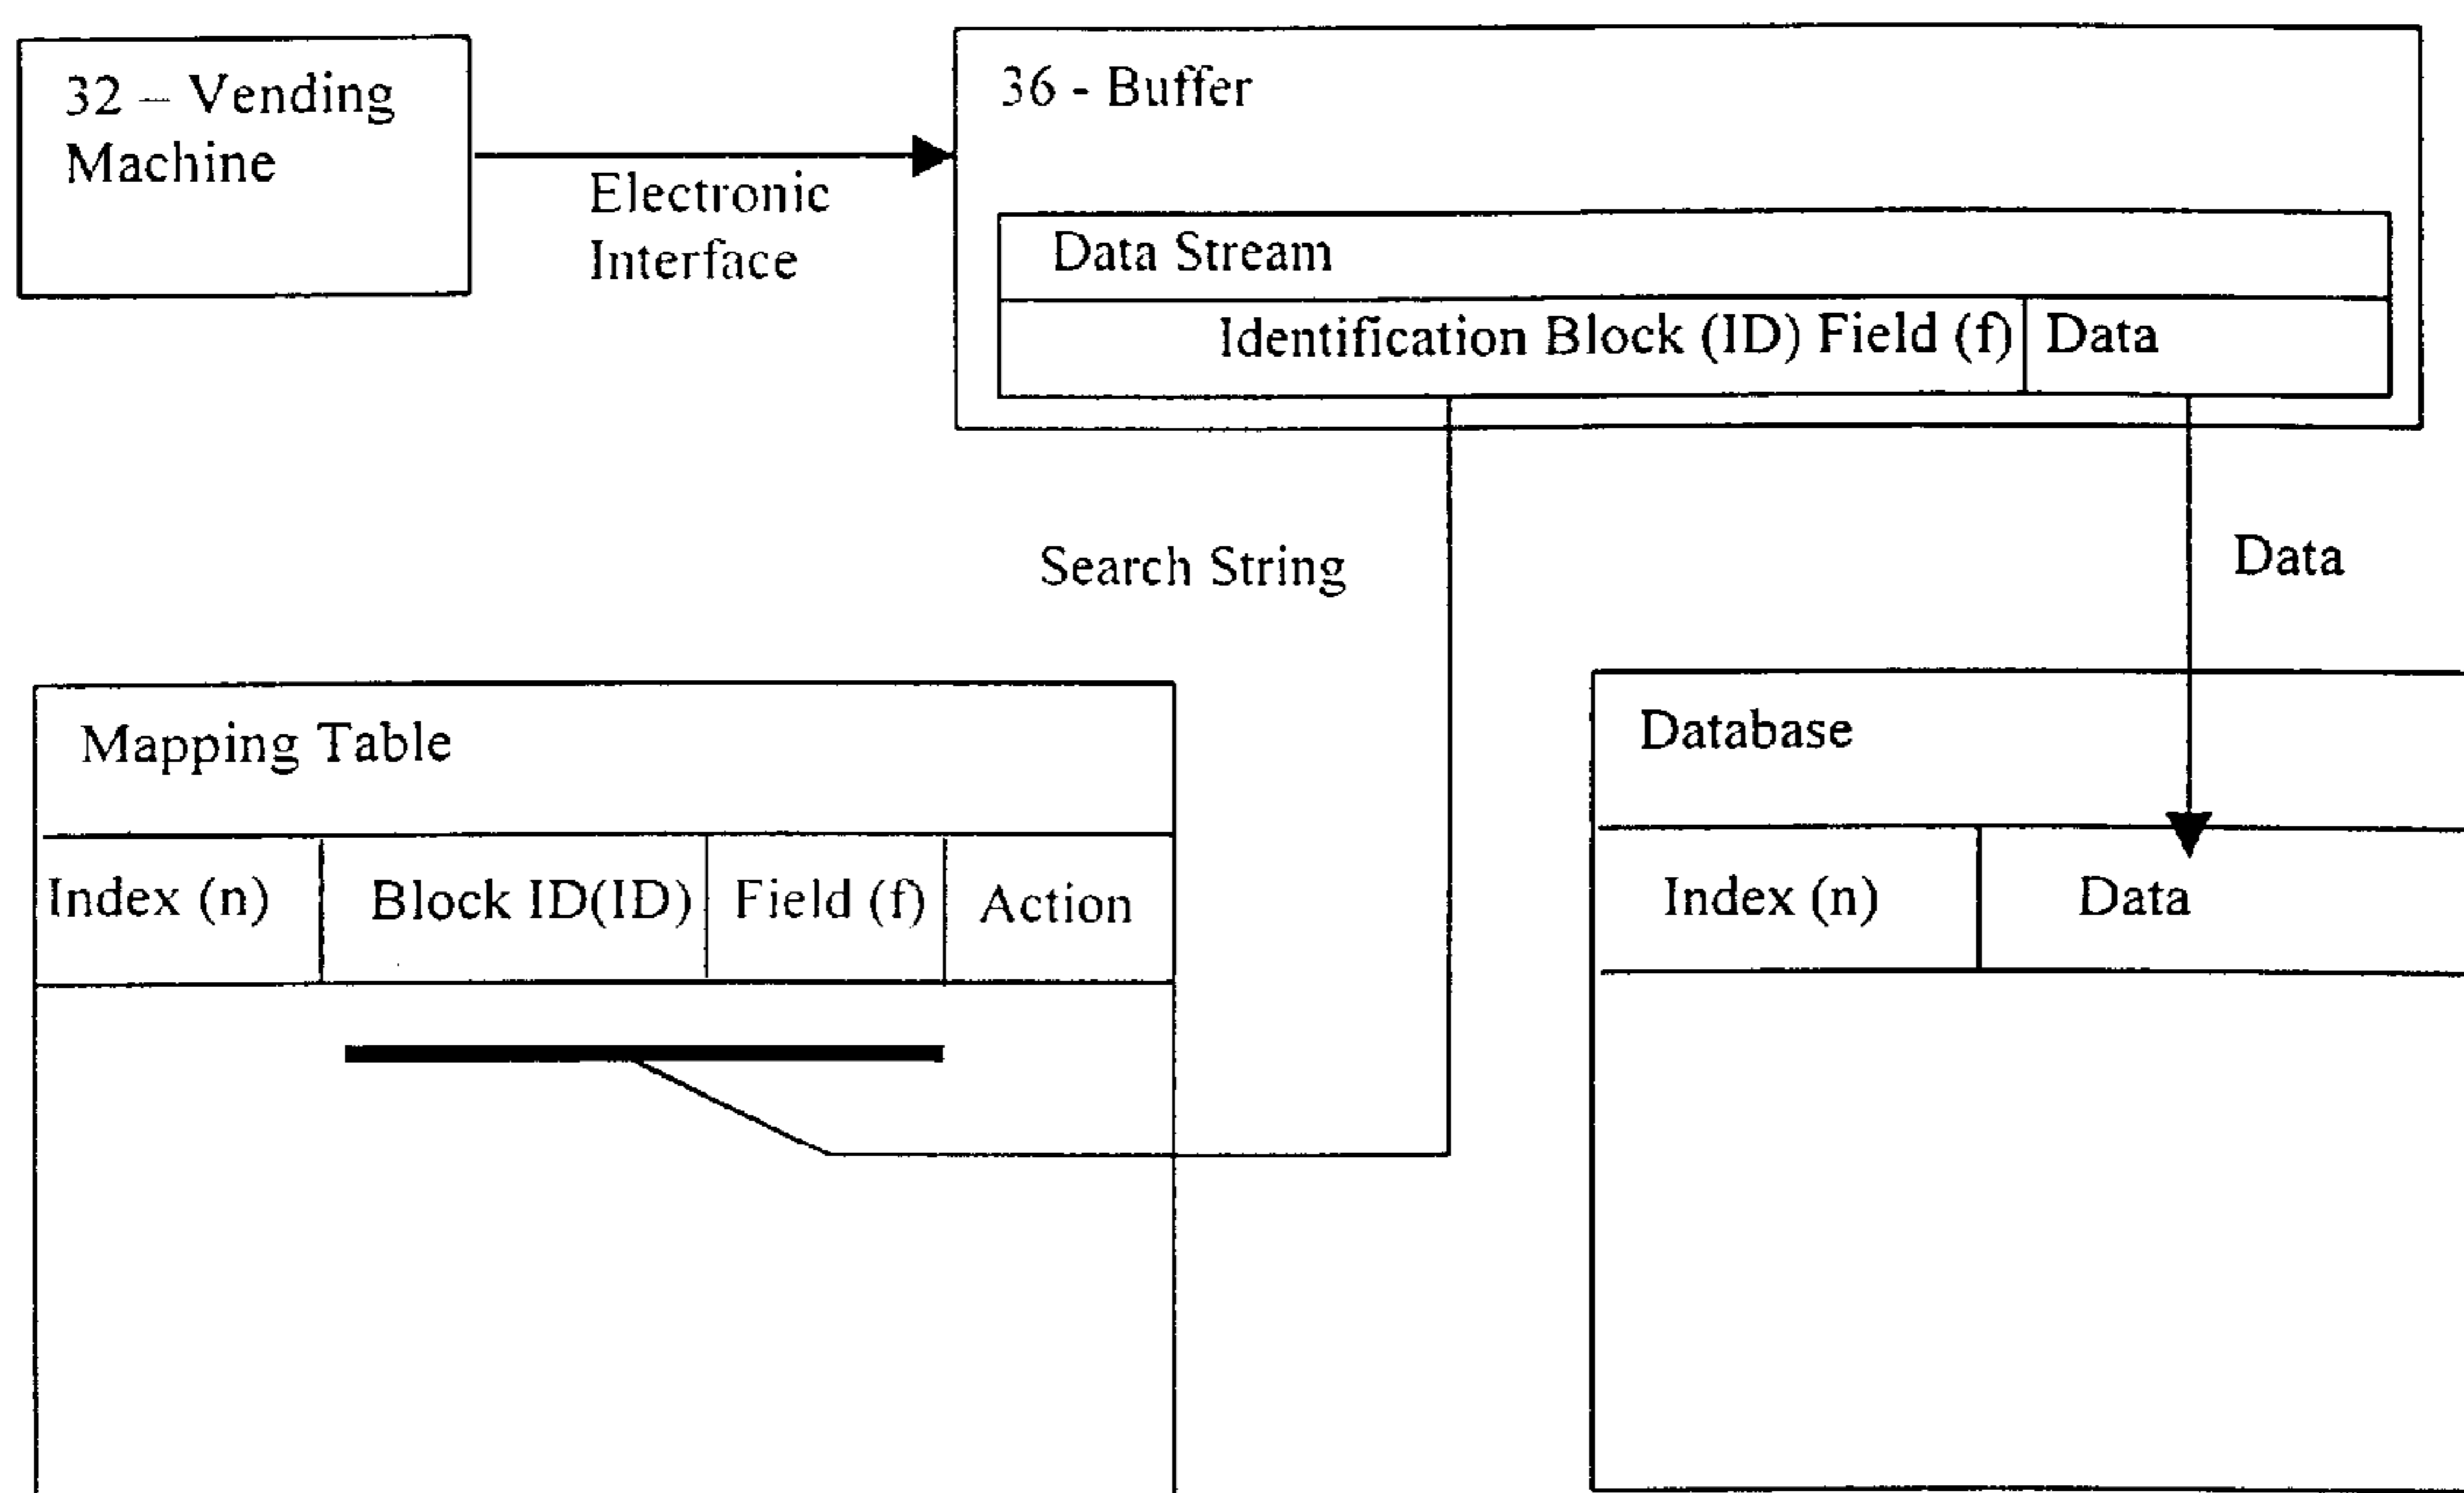 32 – Vending
Machine
Electronic
Interface
36 - Buffer
Data Stream
Identification Block (ID) Field (f) Data
Search String
Data
Mapping Table
Index (n) Block ID(ID) Field (f) Action
Database
Index (n) Data